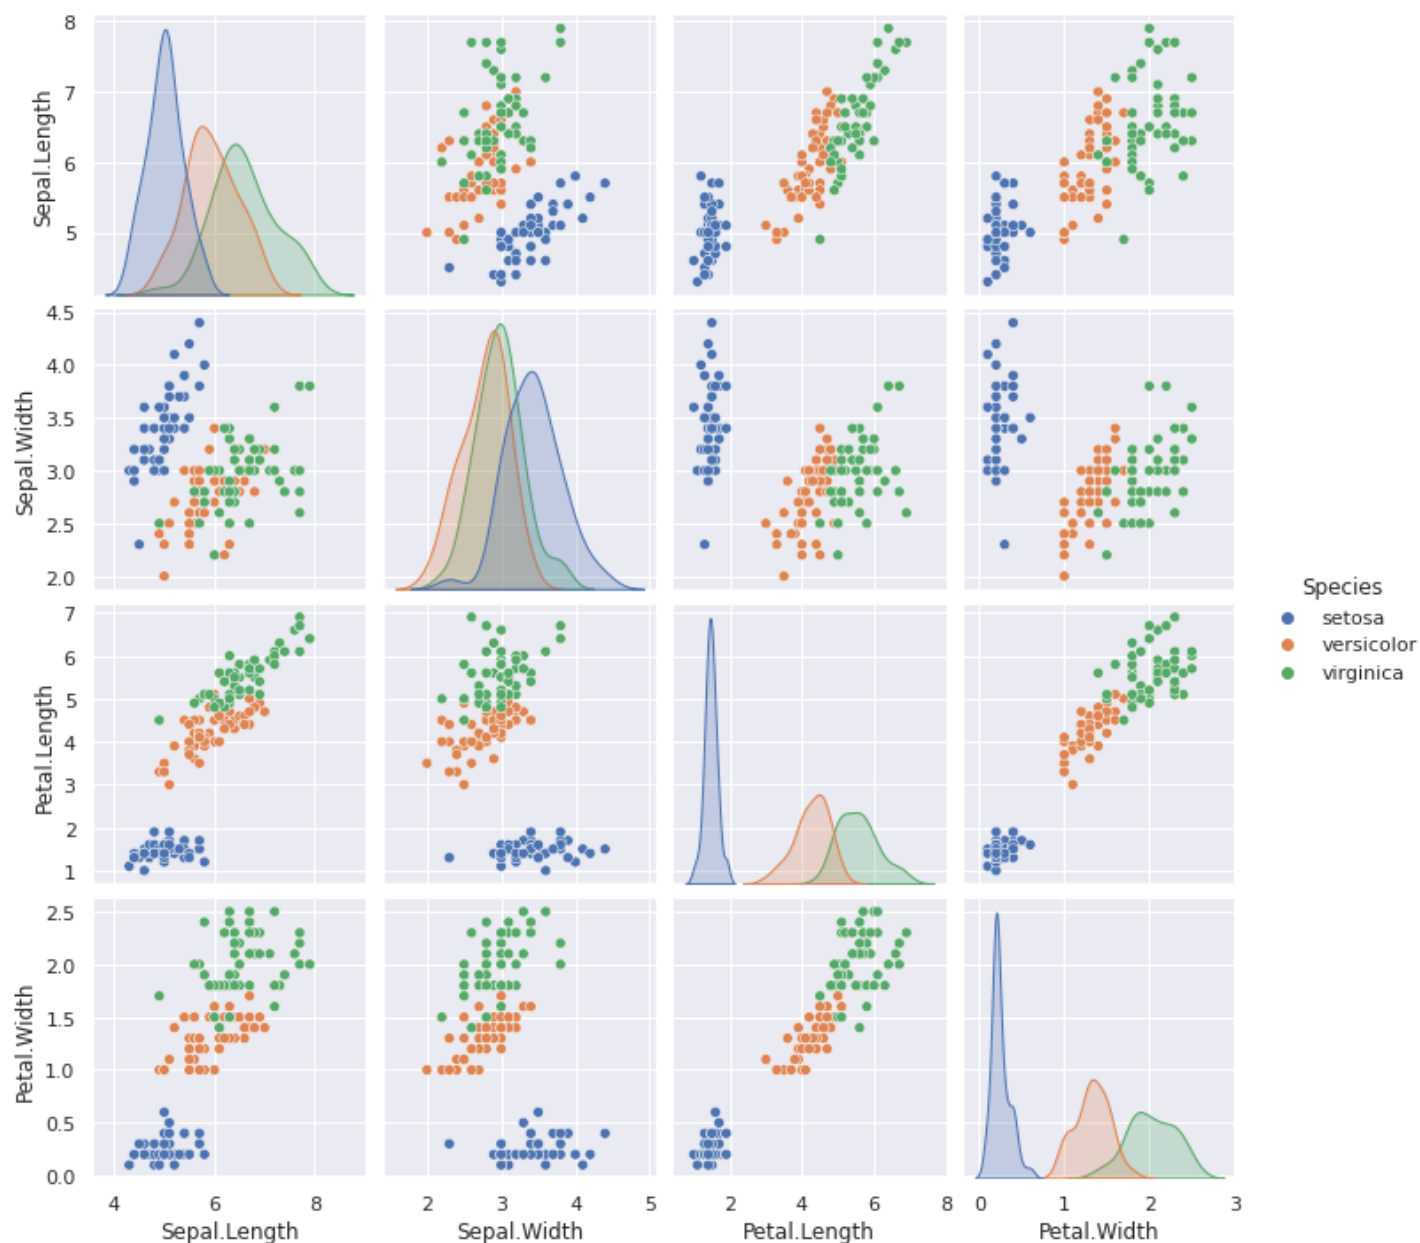 8
7
6
5
Sepal.Length
4.5
4.0
3.5
3.0
2.5
2.0
Sepal.Width
7
6
5
4
3
2
1
Petal.Length
2.5
2.0
1.5
1.0
0.5
0.0
Petal.Width
4 6 8
Sepal.Length
2 3 4 5
Sepal.Width
2 4 6 8
Petal.Length
0 1 2 3
Petal.Width
Species
setosa
versicolor
virginica